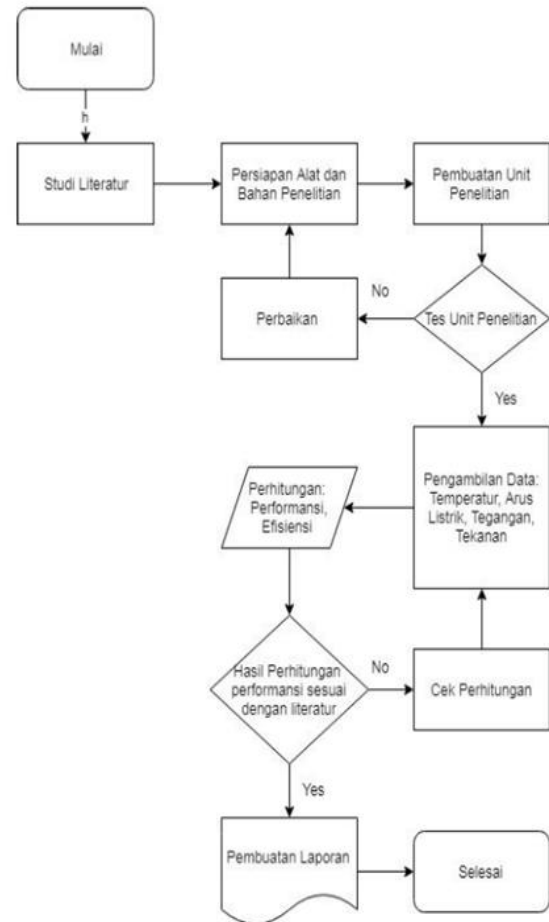 Mulai
h
Studi Literatur
Persiapan Alat dan
Bahan Penelitian
Pembuatan Unit
Penelitian
No
Perbaikan
Tes Unit Penelitian
Yes
Pengambilan Data:
Temperatur, Arus
Listrik, Tegangan,
Tekanan
Perhitungan:
Performansi,
Efisiensi
Hasil Perhitungan
performansi sesuai
dengan literatur
No
Cek Perhitungan
Yes
Pembuatan Laporan
Selesai